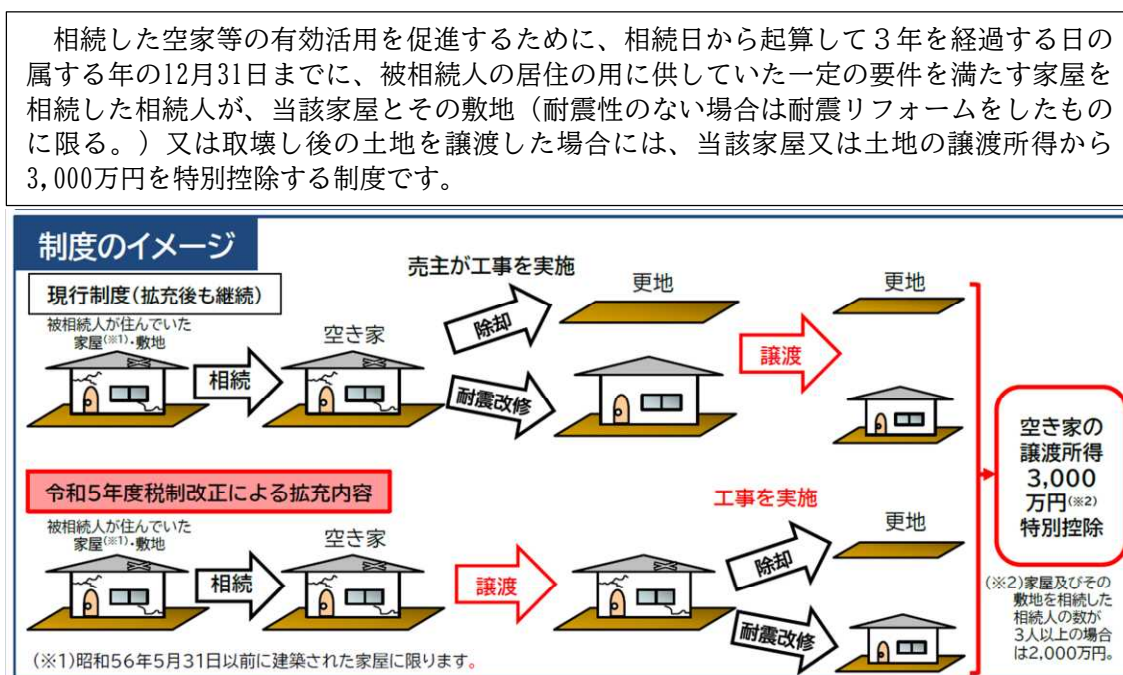 相続した空家等の有効活用を促進するために、相続日から起算して３年を経過する日の
属する年の12月31日までに、被相続人の居住の用に供していた一定の要件を満たす家屋を
相続した相続人が、当該家屋とその敷地（耐震性のない場合は耐震リフォームをしたもの
に限る。）又は取壊し後の土地を譲渡した場合には、当該家屋又は土地の譲渡所得から
3,000万円を特別控除する制度です。
制度のイメージ
現行制度(拡充後も継続)
売主が工事を実施
更地
更地
被相続人が住んでいた
家屋(※1)・敷地
空き家
除却
相続
譲渡
耐震改修
令和5年度税制改正による拡充内容
工事を実施
更地
被相続人が住んでいた
家屋(※1)・敷地
空き家
相続
譲渡
除却
耐震改修
空き家の
譲渡所得
3,000
万円(※2)
特別控除
(※2)家屋及びその
敷地を相続した
相続人の数が
3人以上の場合
は2,000万円。
(※1)昭和56年5月31日以前に建築された家屋に限ります。